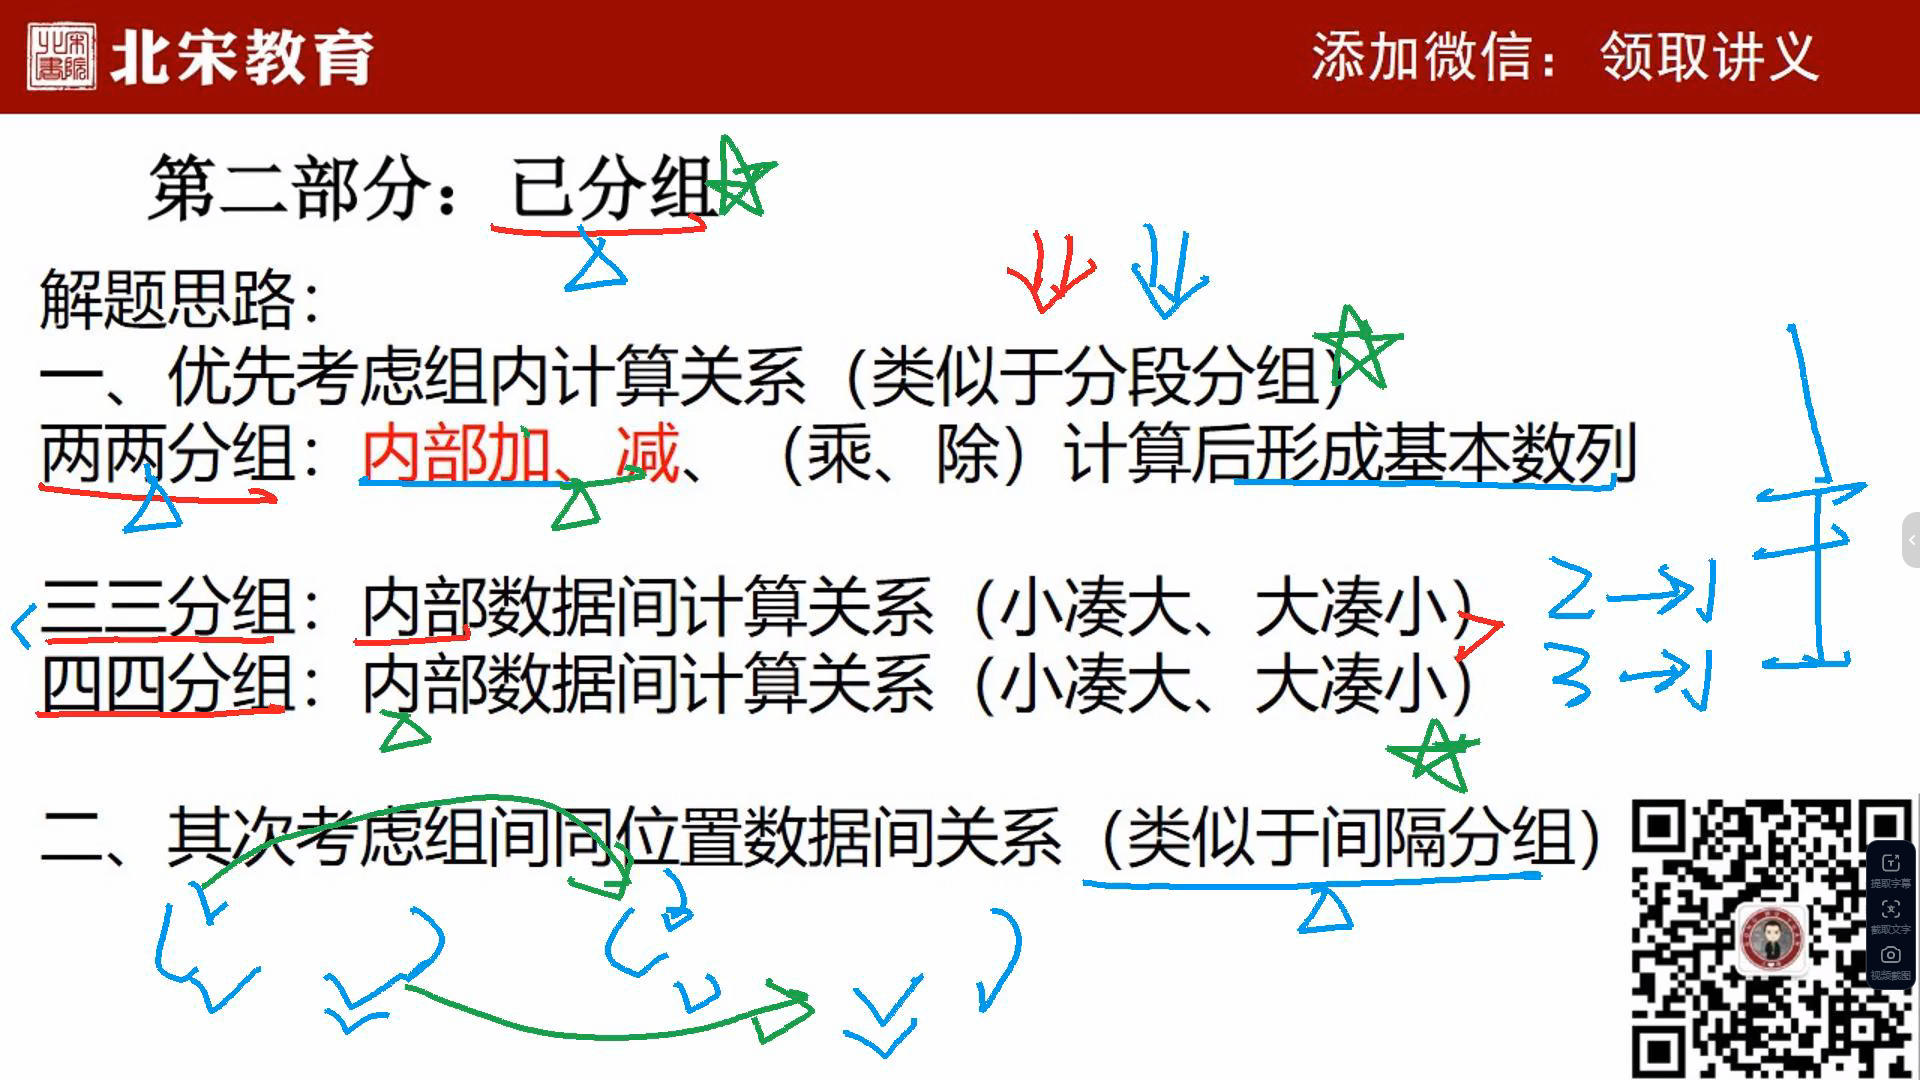 北宋教育
添加微信：领取讲义
第二部分：已分组
解题思路：
一、优先考虑组内计算关系（类似于分段分组）
两两分组：内部加、减、（乘、除）计算后形成基本数列
三三分组：内部数据间计算关系（小凑大、大凑小） 2→1
四四分组：内部数据间计算关系（小凑大、大凑小） 3→1
二、其次考虑组间同位置数据间关系（类似于间隔分组）
提取字幕
截取文字
视频截图